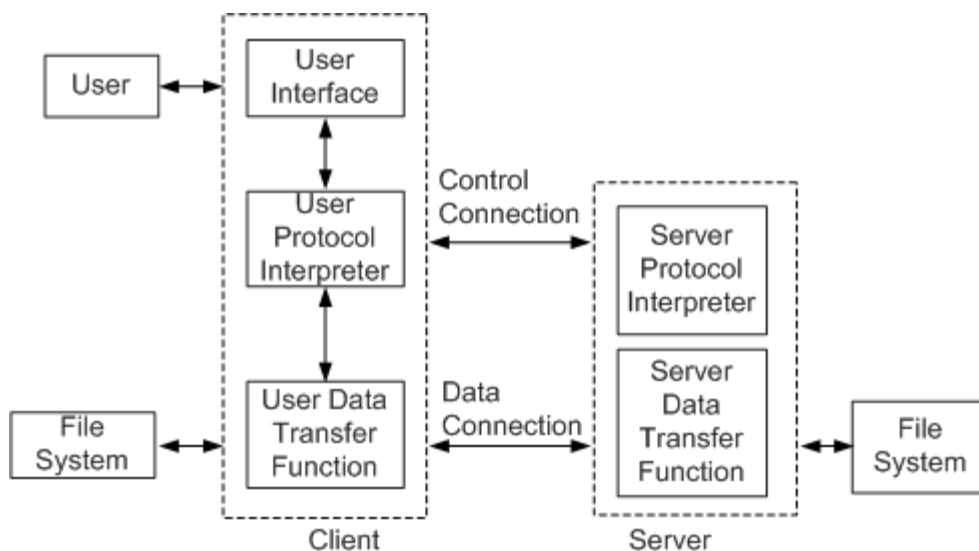 User
User
Interface
User
Protocol
Interpreter
Control
Connection
Server
Protocol
Interpreter
File
System
User Data
Transfer
Function
Data
Connection
Server
Data
Transfer
Function
File
System
Client
Server